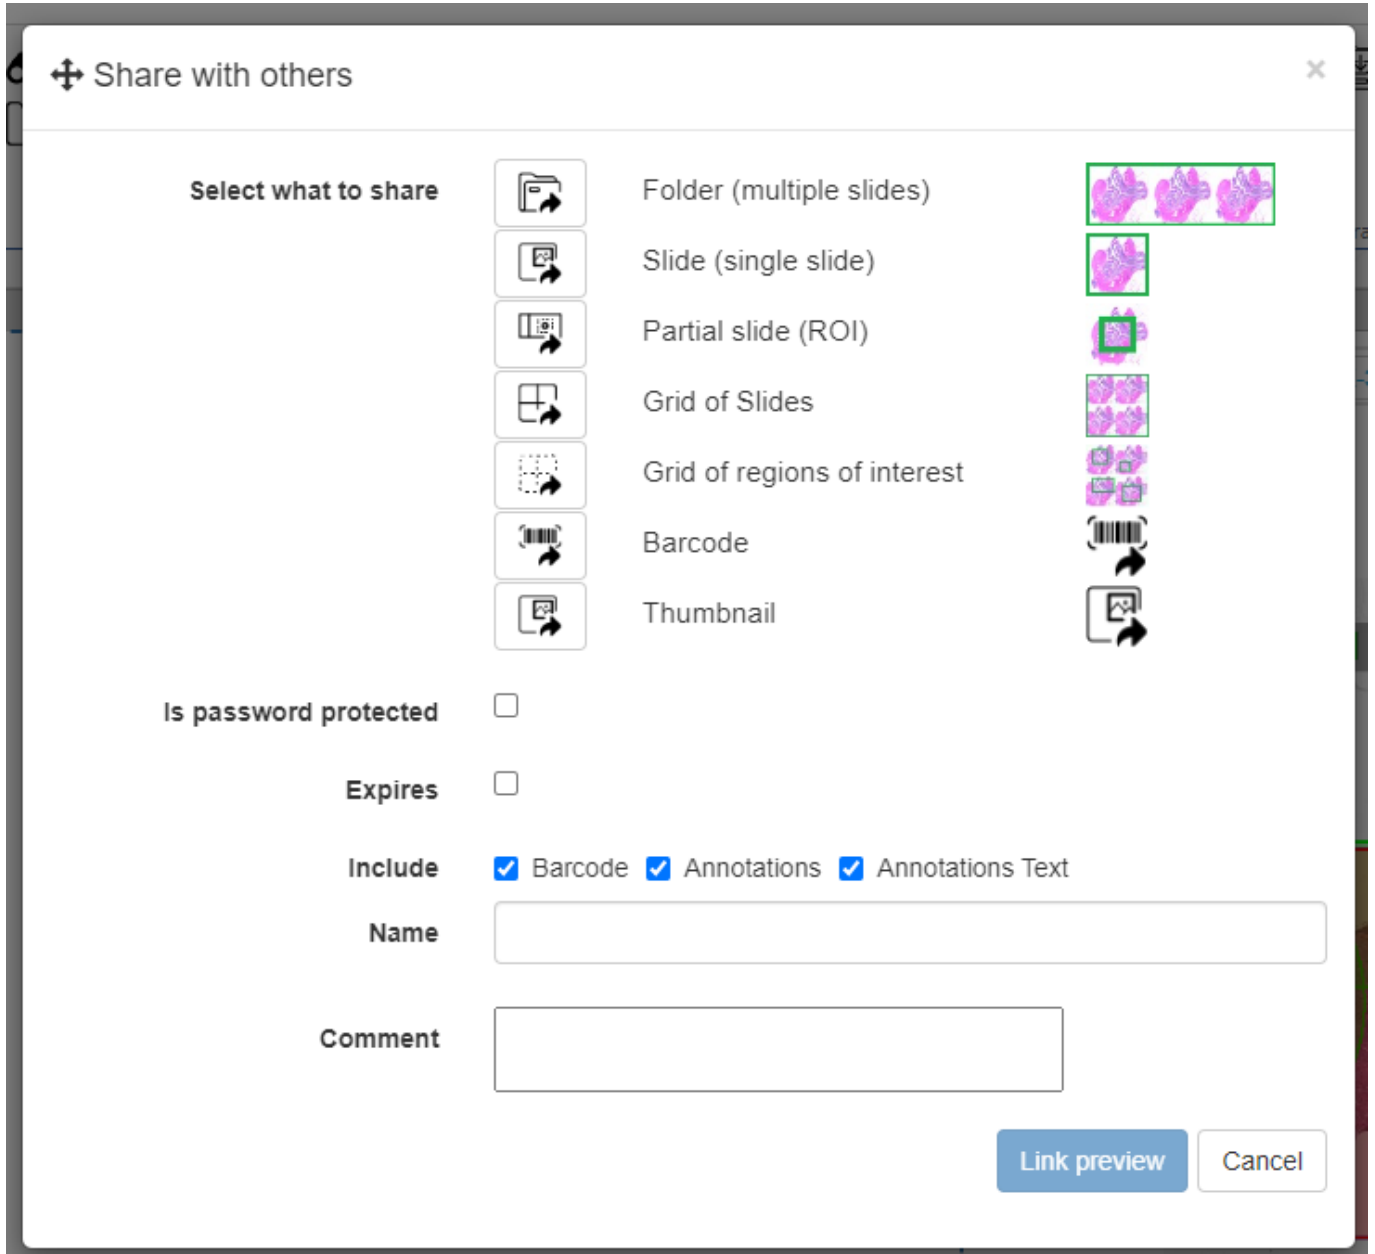 Share with others ×
Select what to share
Folder (multiple slides)
Slide (single slide)
Partial slide (ROI)
Grid of Slides
Grid of regions of interest
Barcode
Thumbnail
Is password protected
Expires
Include Barcode Annotations Annotations Text
Name
Comment
Link preview Cancel